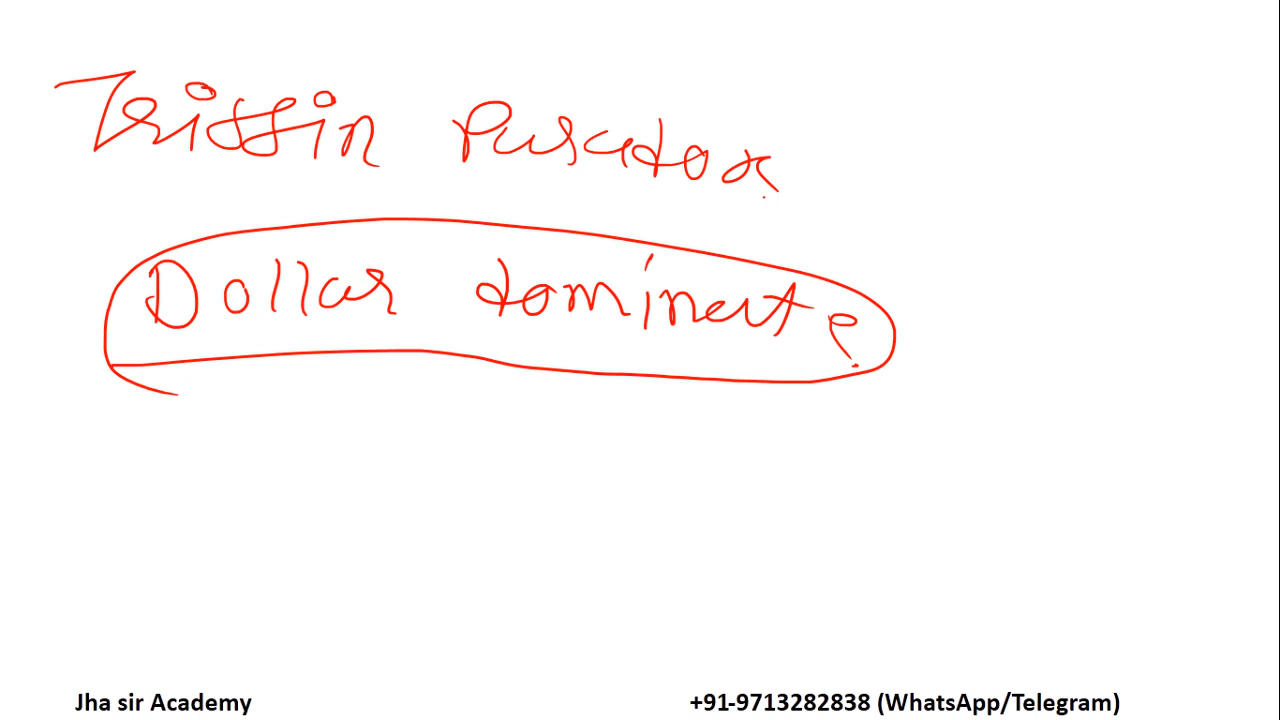 Triffin Paradox
Dollar dominate
Jha sir Academy
+91-9713282838 (WhatsApp/Telegram)